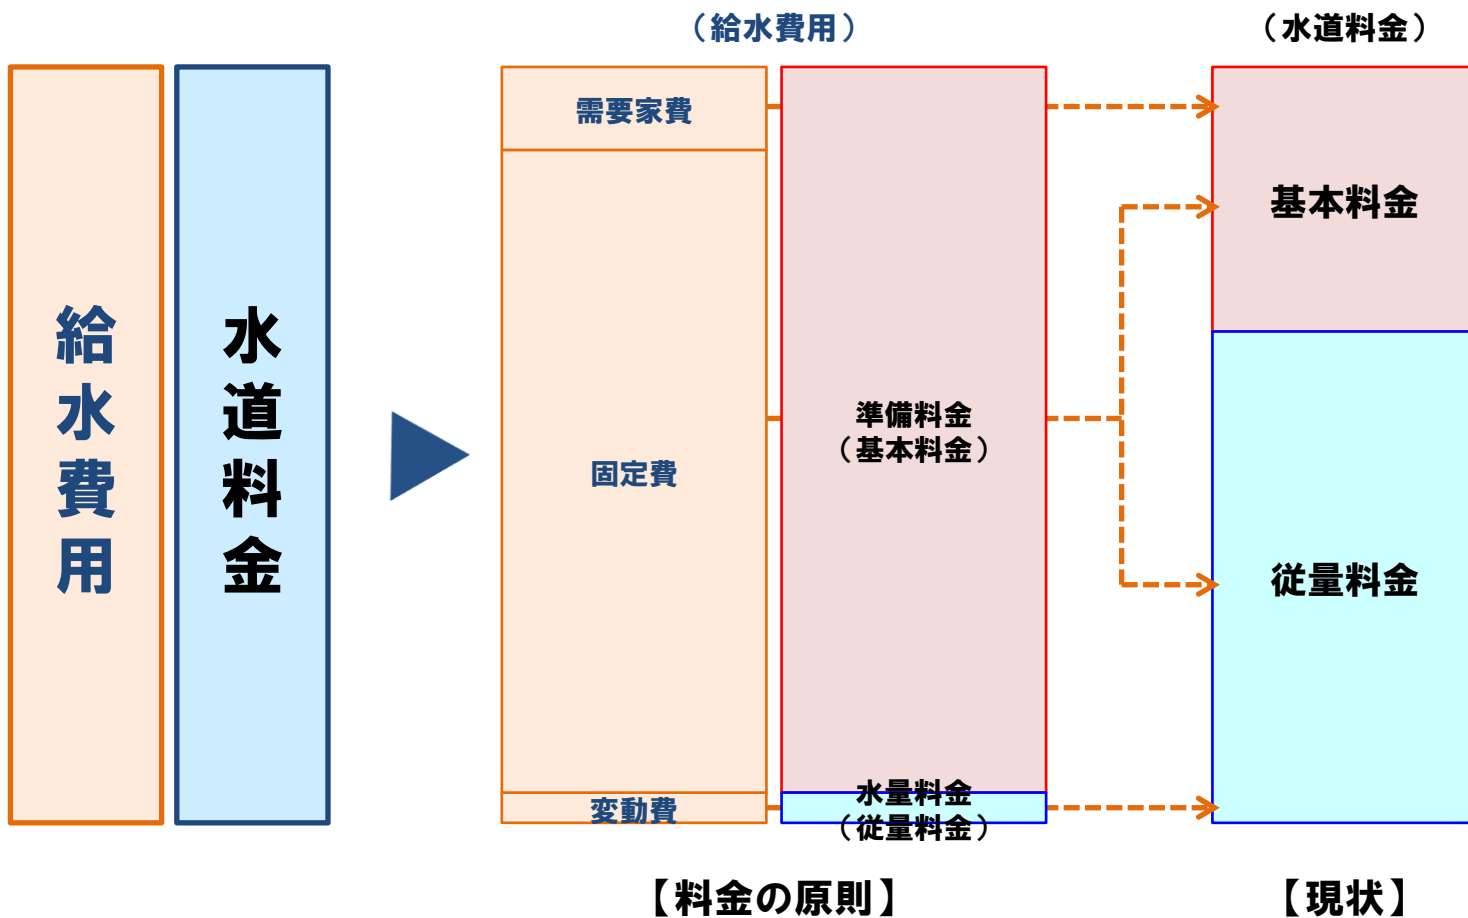 給水費用
水道料金
（給水費用）
需要家費
固定費
変動費
準備料金
（基本料金）
水量料金
（従量料金）
【料金の原則】
（水道料金）
基本料金
従量料金
【現状】